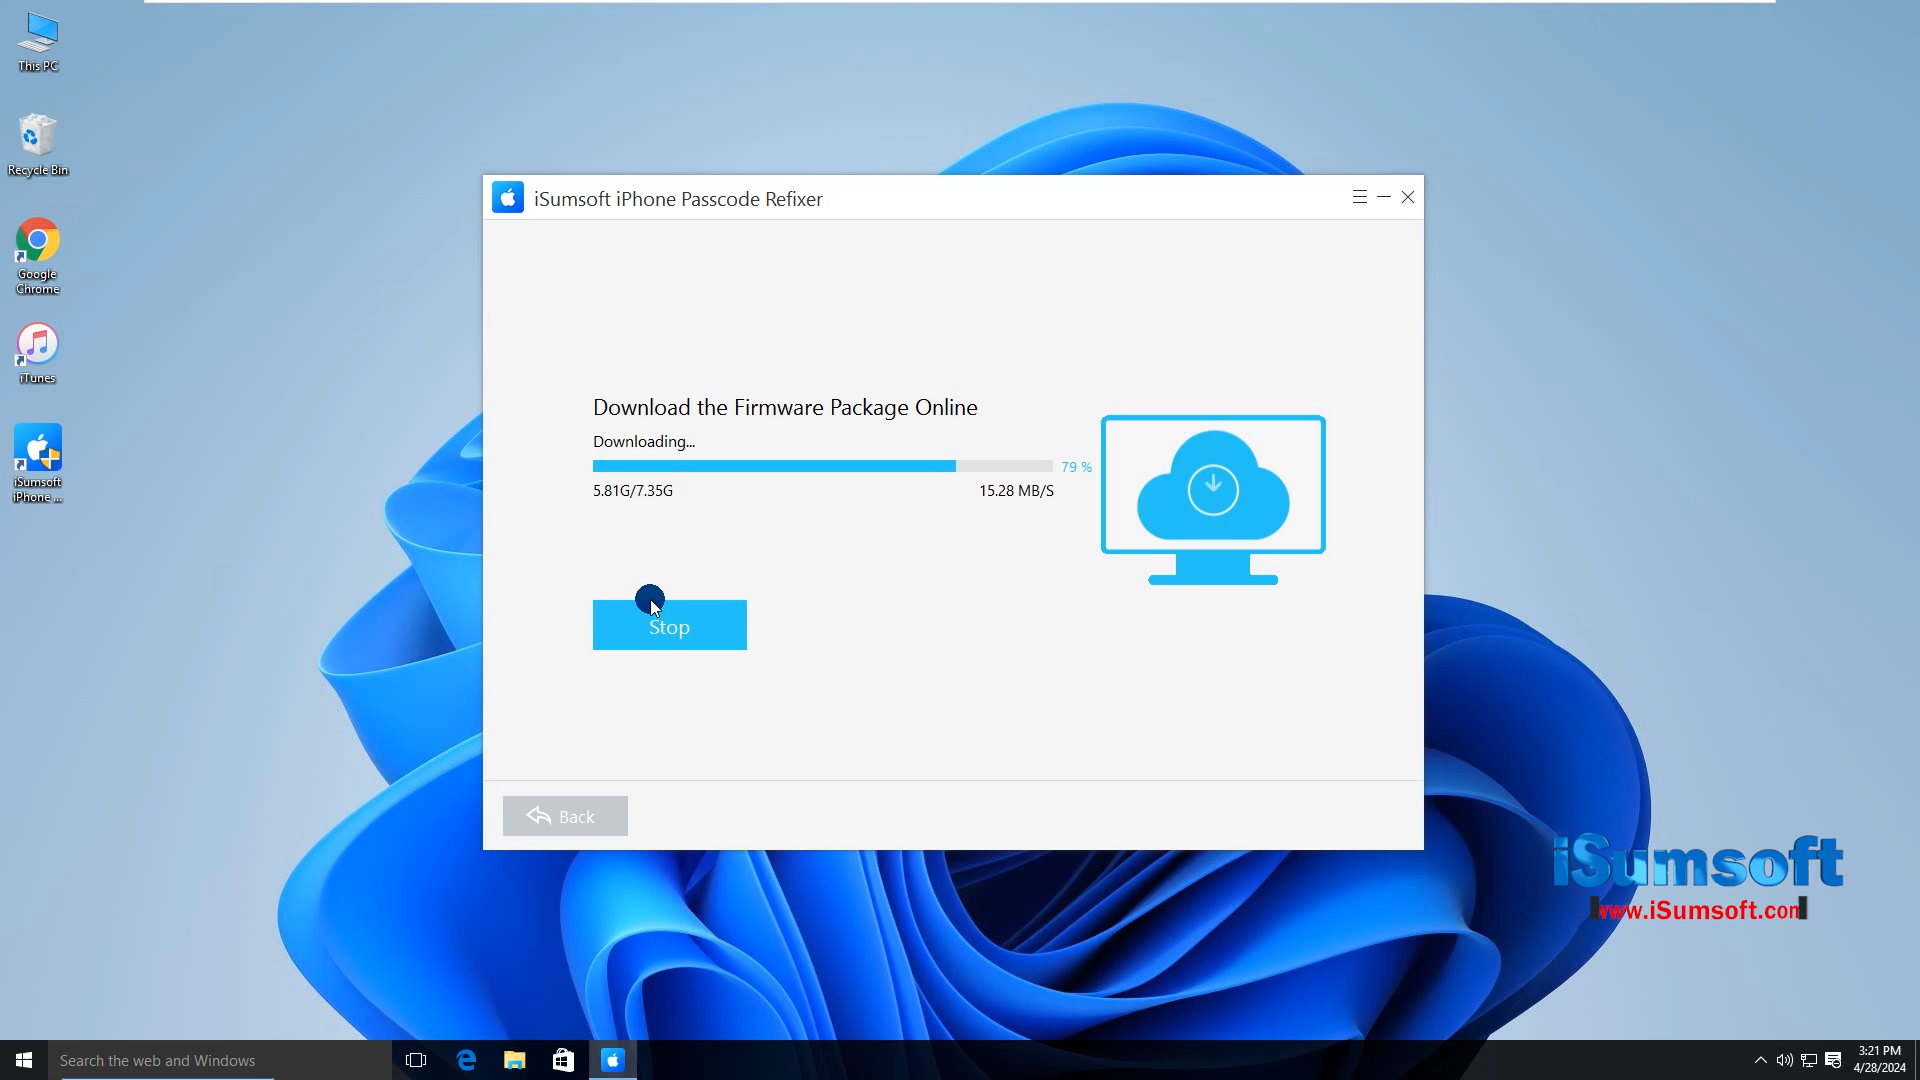 This PC
Recycle Bin
Google
Chrome
iTunes
iSumsoft
iPhone ...
iSumsoft iPhone Passcode Refixer
Download the Firmware Package Online
Downloading...
79 %
5.81G/7.35G
15.28 MB/S
Stop
Back
iSumsoft
www.iSumsoft.com
Search the web and Windows
3:21 PM
4/28/2024